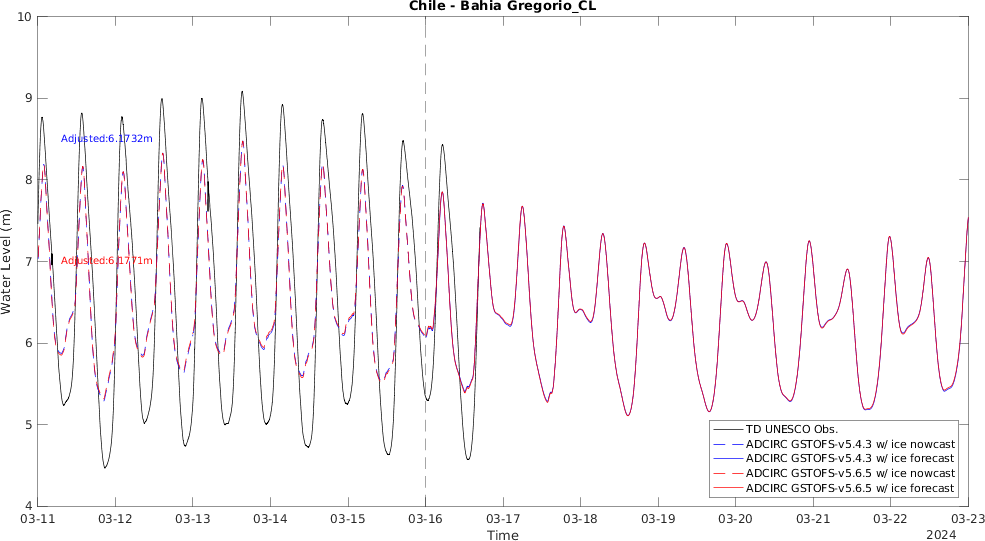 Chile - Bahia Gregorio_CL
10
9
8
7
6
5
4
Water Level (m)
Adjusted:6.1732m
Adjusted:6.1771m
TD UNESCO Obs.
ADCIRC GSTOFS-v5.4.3 w/ ice nowcast
ADCIRC GSTOFS-v5.4.3 w/ ice forecast
ADCIRC GSTOFS-v5.6.5 w/ ice nowcast
ADCIRC GSTOFS-v5.6.5 w/ ice forecast
03-11 03-12 03-13 03-14 03-15 03-16 03-17 03-18 03-19 03-20 03-21 03-22 03-23
Time
2024